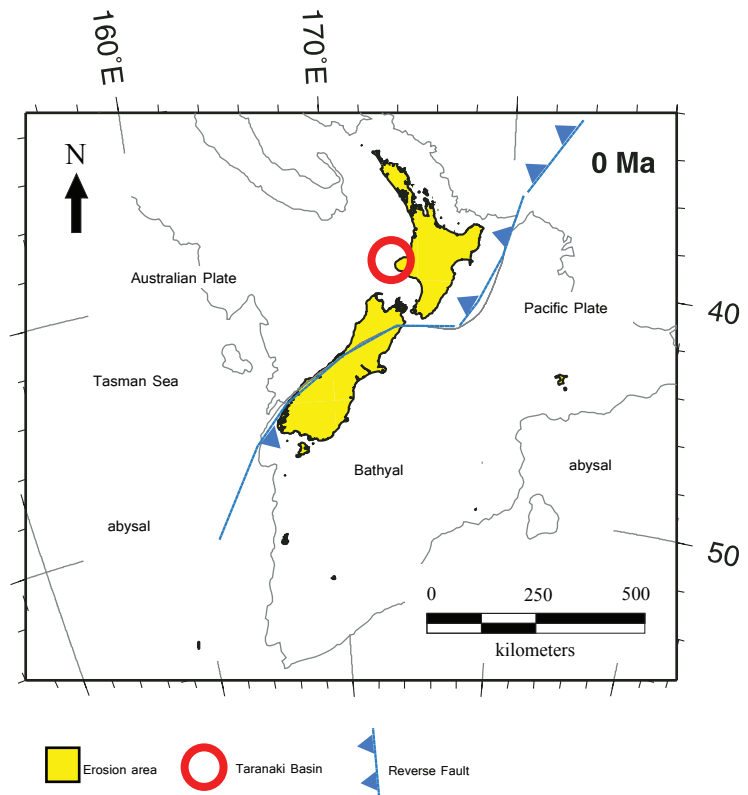 160°E
170°E
N
0 Ma
Australian Plate
Pacific Plate
40
Tasman Sea
Bathyal
abysal
abysal
50
0 250 500
kilometers
Erosion area
Taranaki Basin
Reverse Fault